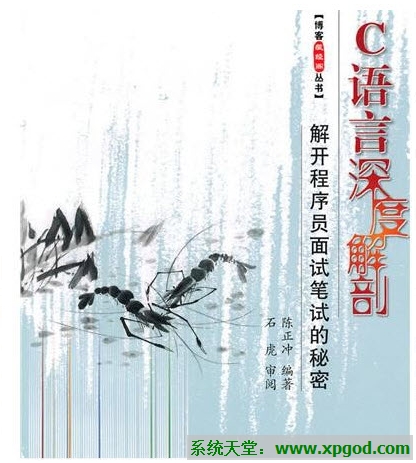 C语言深度解剖
【博客藏经阁丛书】
解开程序员面试笔试的秘密
陈正冲 编著
石虎 审阅
系统天堂：www.xpgod.com